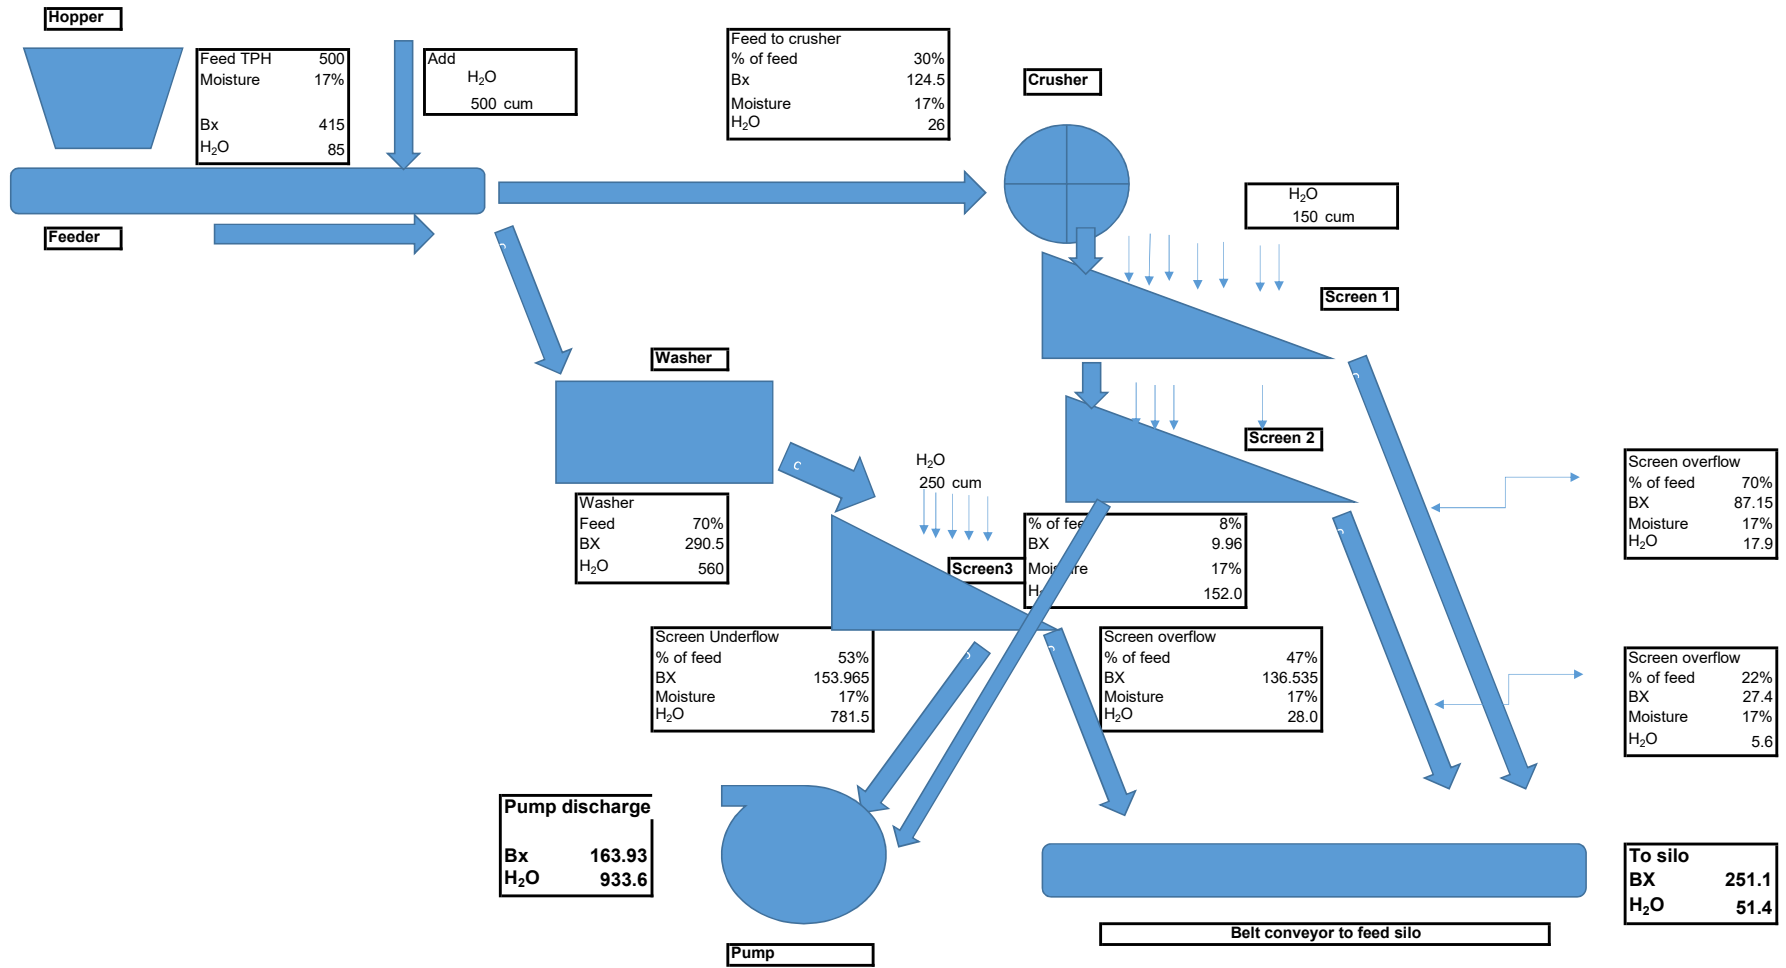 Hopper
Feed TPH 500
Moisture 17%
Bx 415
H₂O 85
Add
H₂O
500 cum
Feeder
Feed to crusher
% of feed 30%
Bx 124.5
Moisture 17%
H₂O 26
Crusher
H₂O
150 cum
Screen 1
Screen 2
Washer
Washer
Feed 70%
BX 290.5
H₂O 560
H₂O
250 cum
Screen3
% of fee 8%
BX 9.96
Mois re 17%
H 152.0
Screen overflow
% of feed 70%
BX 87.15
Moisture 17%
H₂O 17.9
Screen Underflow
% of feed 53%
BX 153.965
Moisture 17%
H₂O 781.5
Screen overflow
% of feed 47%
BX 136.535
Moisture 17%
H₂O 28.0
Screen overflow
% of feed 22%
BX 27.4
Moisture 17%
H₂O 5.6
Pump discharge
Bx 163.93
H₂O 933.6
Pump
To silo
BX 251.1
H₂O 51.4
Belt conveyor to feed silo